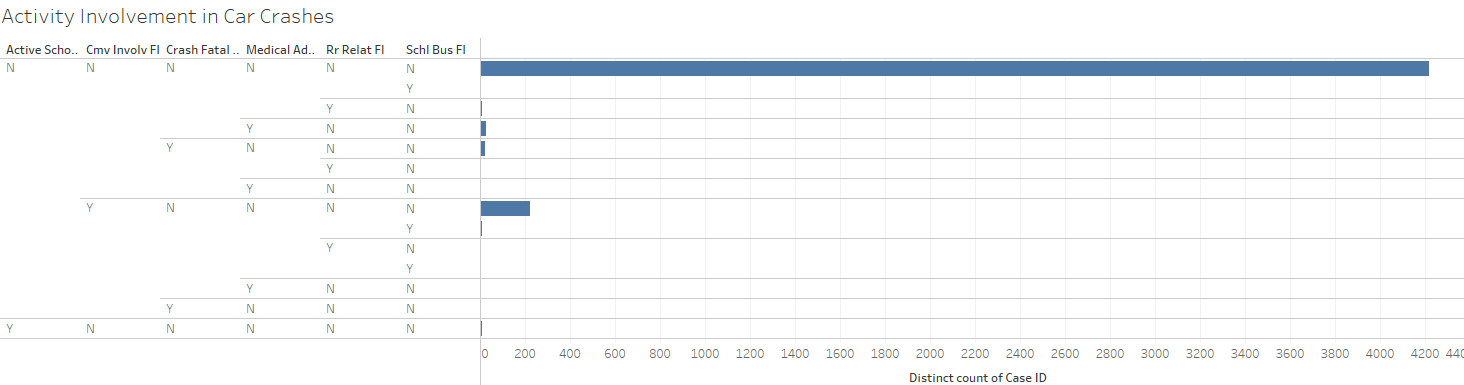 Activity Involvement in Car Crashes
Active Scho.. Cmv Involv Fl Crash Fatal .. Medical Ad.. Rr Relat Fl Schl Bus Fl
N N N N N N
Y
Y N
Y N N
Y N N N
Y N
Y N N
Y N N N N
Y
Y N
Y
Y N N
Y N N N
Y N N N N N
0 200 400 600 800 1000 1200 1400 1600 1800 2000 2200 2400 2600 2800 3000 3200 3400 3600 3800 4000 4200 440
Distinct count of Case ID